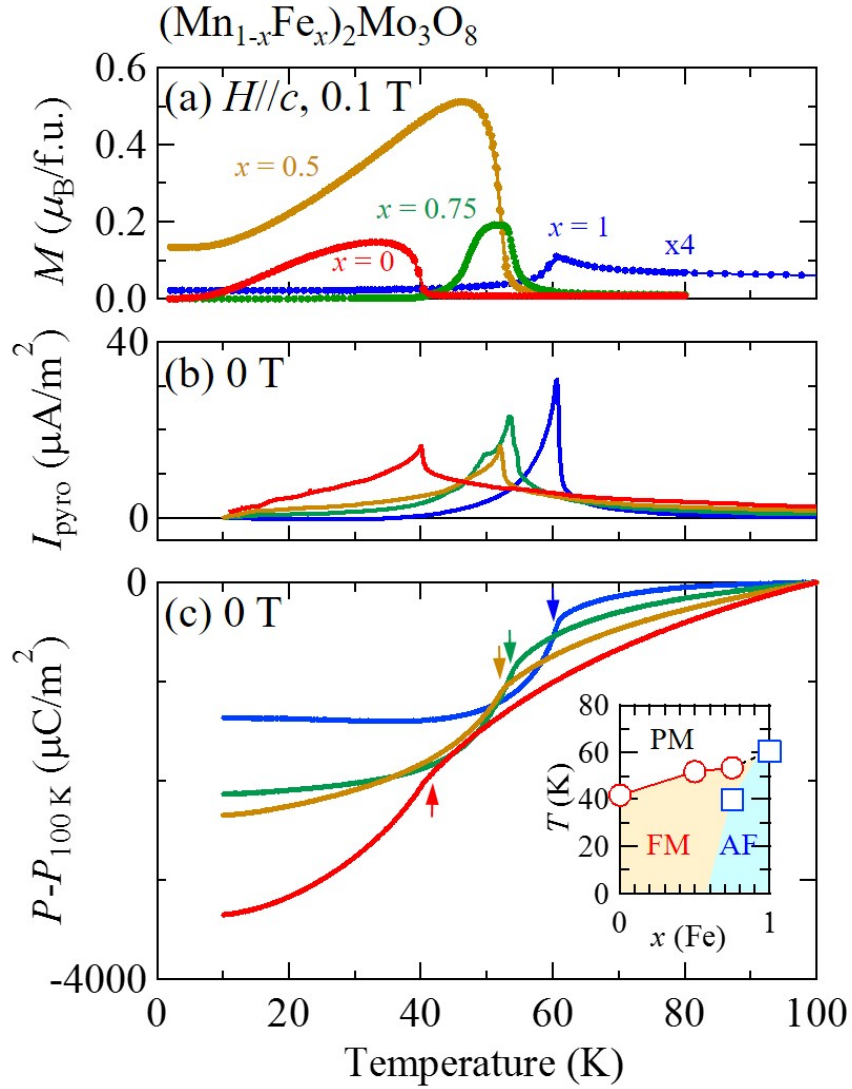 (Mn1-xFex)2Mo3O8
(a) H//c, 0.1 T
0.6
0.4
0.2
0.0
M (μB/f.u.)
x = 0.5
x = 0.75
x = 1
x4
x = 0
(b) 0 T
40
0
Ipyro (μA/m2)
(c) 0 T
0
-4000
P-P100 K (μC/m2)
80
60
40
20
0
T (K)
PM
FM
AF
0
1
x (Fe)
0
20
40
60
80
100
Temperature (K)